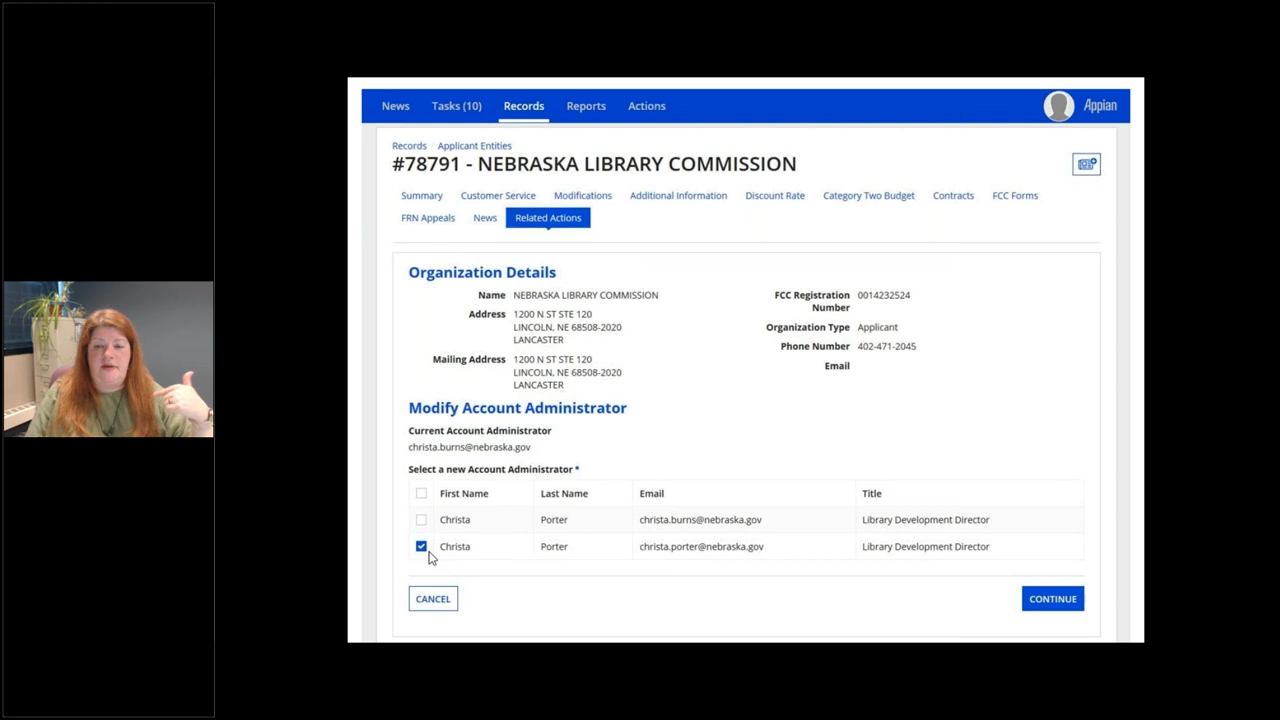 News Tasks (10) Records Reports Actions Appian
Records / Applicant Entities
#78791 - NEBRASKA LIBRARY COMMISSION
Summary Customer Service Modifications Additional Information Discount Rate Category Two Budget Contracts FCC Forms
FRN Appeals News Related Actions
Organization Details
Name NEBRASKA LIBRARY COMMISSION
Address 1200 N ST STE 120
LINCOLN, NE 68508-2020
LANCASTER
Mailing Address 1200 N ST STE 120
LINCOLN, NE 68508-2020
LANCASTER
FCC Registration 0014232524
Number
Organization Type Applicant
Phone Number 402-471-2045
Email
Modify Account Administrator
Current Account Administrator
christa.burns@nebraska.gov
Select a new Account Administrator *
First Name Last Name Email Title
Christa Porter christa.burns@nebraska.gov Library Development Director
Christa Porter christa.porter@nebraska.gov Library Development Director
CANCEL CONTINUE